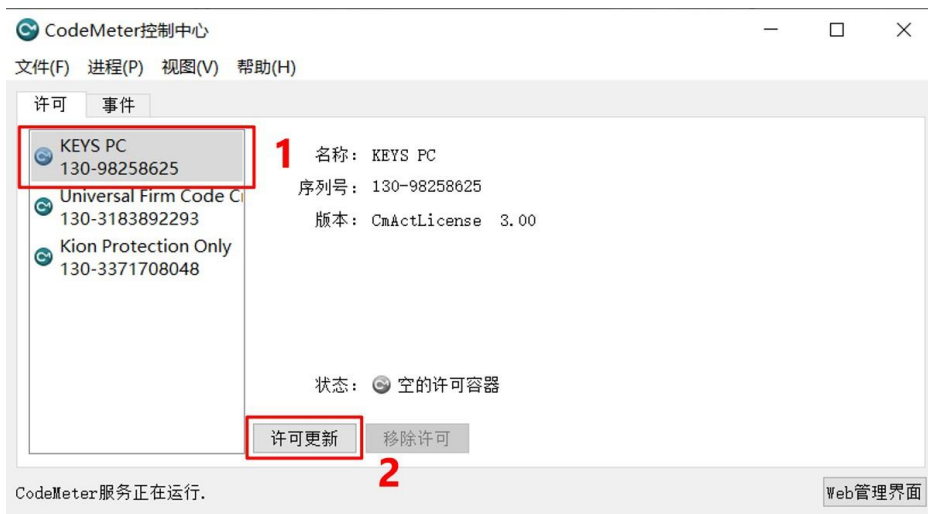 CodeMeter控制中心
文件(F) 进程(P) 视图(V) 帮助(H)
许可 事件
KEYS PC
130-98258625
Universal Firm Code
130-3183892293
Kion Protection Only
130-3371708048
1
名称: KEYS PC
序列号: 130-98258625
版本: CmActLicense 3.00
状态: 空的许可容器
许可更新 移除许可
2
CodeMeter服务正在运行.
Web管理界面